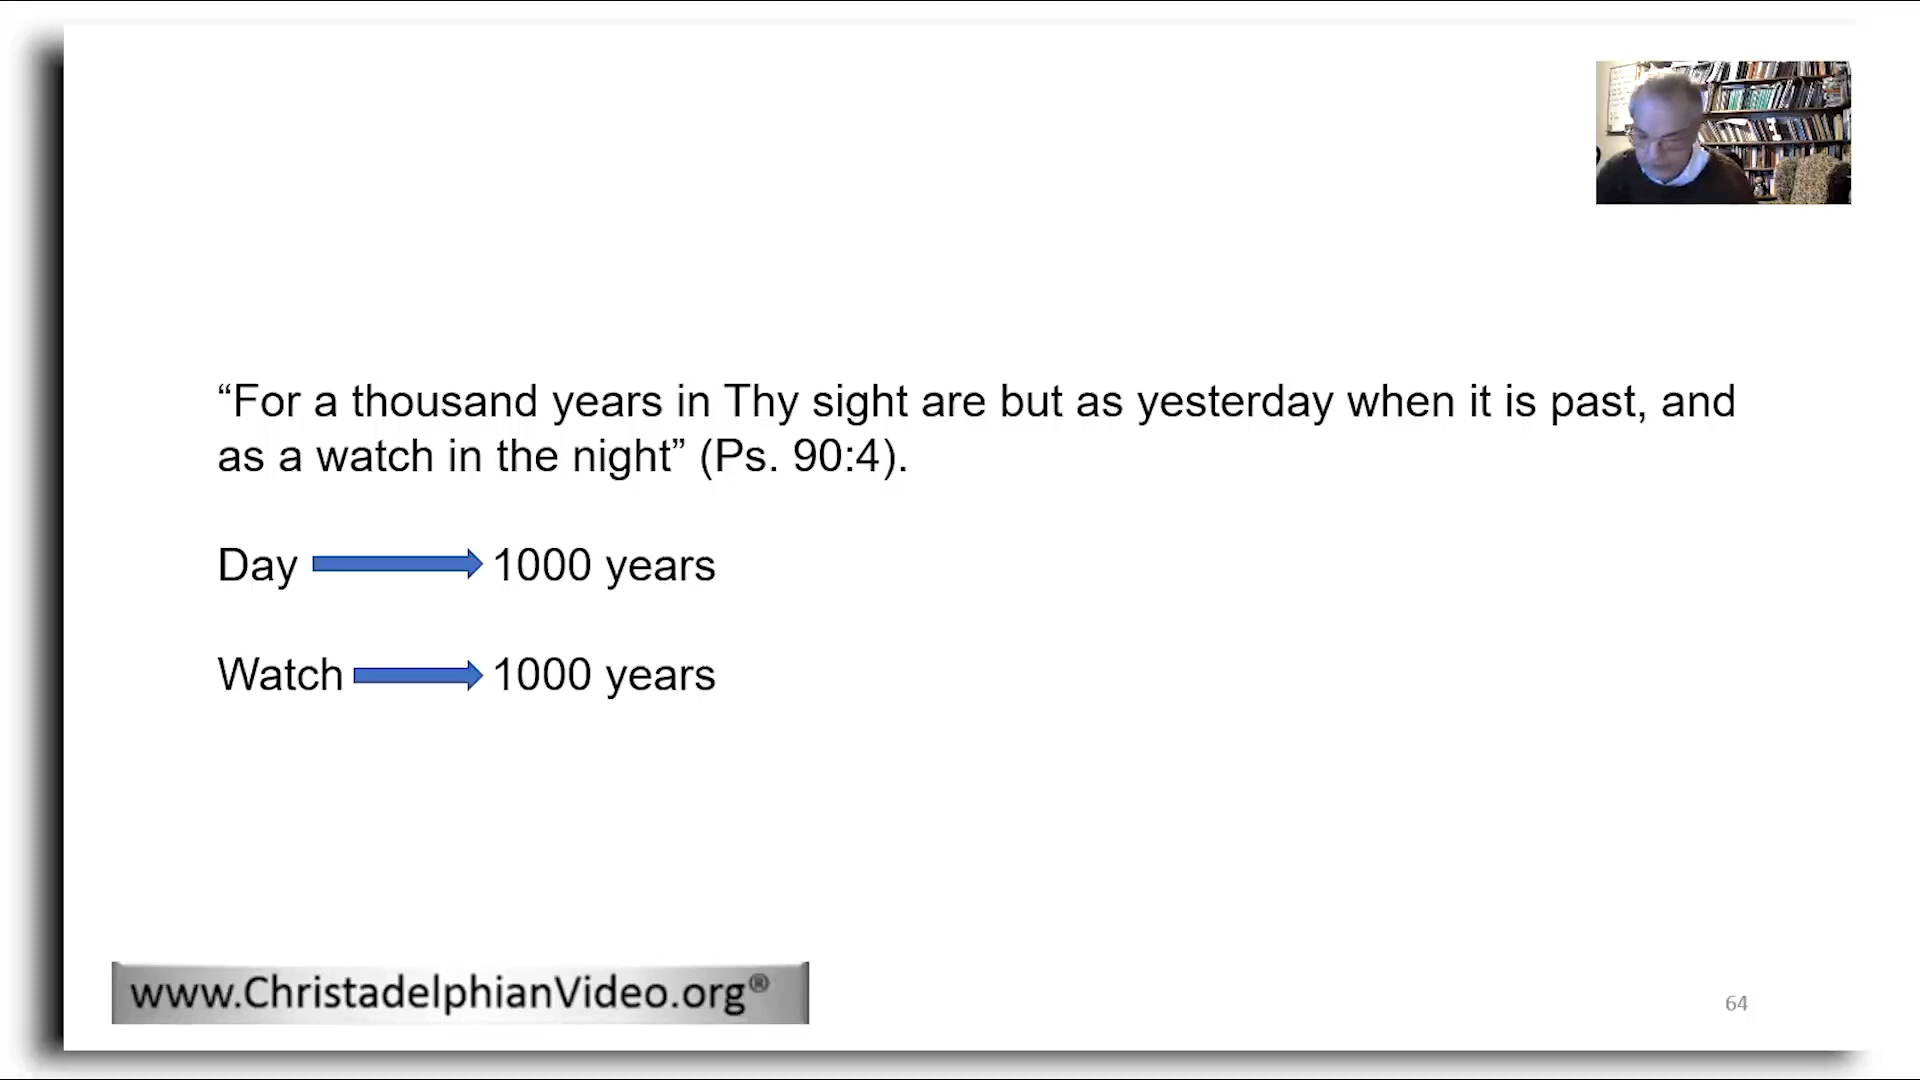 “For a thousand years in Thy sight are but as yesterday when it is past, and
as a watch in the night” (Ps. 90:4).
Day 1000 years
Watch 1000 years
www.ChristadelphianVideo.org®
64